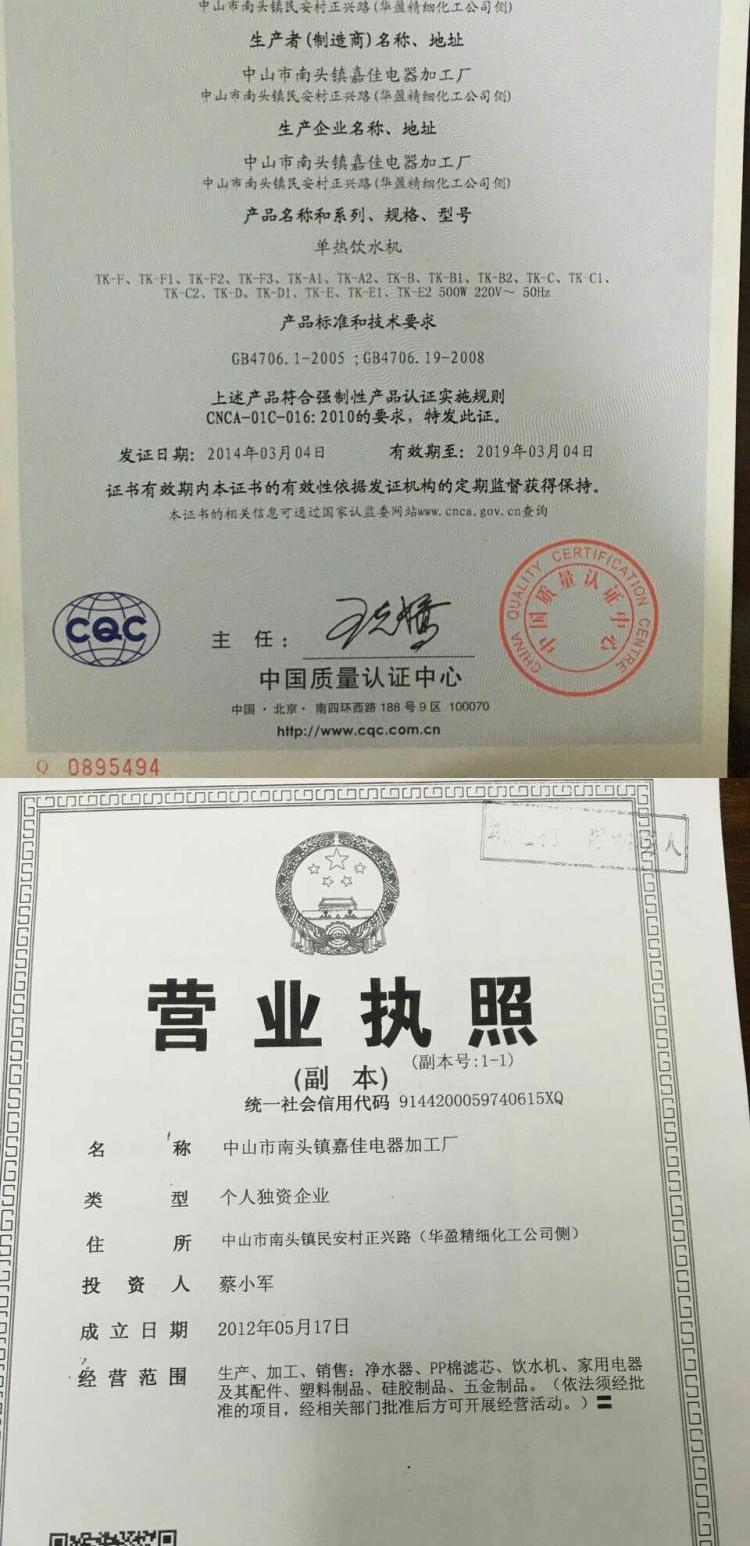 中山市南头镇民安村正兴路(华盈精细化工公司侧)
生产者(制造商)名称、地址
中山市南头镇嘉佳电器加工厂
中山市南头镇民安村正兴路(华盈精细化工公司侧)
生产企业名称、地址
中山市南头镇嘉佳电器加工厂
中山市南头镇民安村正兴路(华盈精细化工公司侧)
产品名称和系列、规格、型号
单热饮水机
TK-F、TK-F1、TK-F2、TK-F3、TK-A1、TK-A2、TK-B、TK-B1、TK-B2、TK-C、TK-C1、
TK-C2、TK-D、TK-D1、TK-E、TK-E1、TK-E2 500W 220V～ 50Hz
产品标准和技术要求
GB4706.1-2005 ;GB4706.19-2008
上述产品符合强制性产品认证实施规则
CNCA-01C-016:2010的要求，特发此证。
发证日期: 2014年03月04日 有效期至: 2019年03月04日
证书有效期内本证书的有效性依据发证机构的定期监督获得保持。
本证书的相关信息可通过国家认监委网站www.cnca.gov.cn查询
CQC
主 任:
CHINA QUALITY CERTIFICATION CENTRE
中国质量认证中心
中国质量认证中心
中国·北京·南四环西路 188 号 9 区 100070
http://www.cqc.com.cn
Q 0895494
营业执照
(副 本)
(副本号:1-1)
统一社会信用代码 9144200059740615XQ
名 称 中山市南头镇嘉佳电器加工厂
类 型 个人独资企业
住 所 中山市南头镇民安村正兴路（华盈精细化工公司侧）
投 资 人 蔡小军
成 立 日 期 2012年05月17日
经 营 范 围 生产、加工、销售: 净水器、PP棉滤芯、饮水机、家用电器
及其配件、塑料制品、硅胶制品、五金制品。（依法须经批
准的项目，经相关部门批准后方可开展经营活动。）